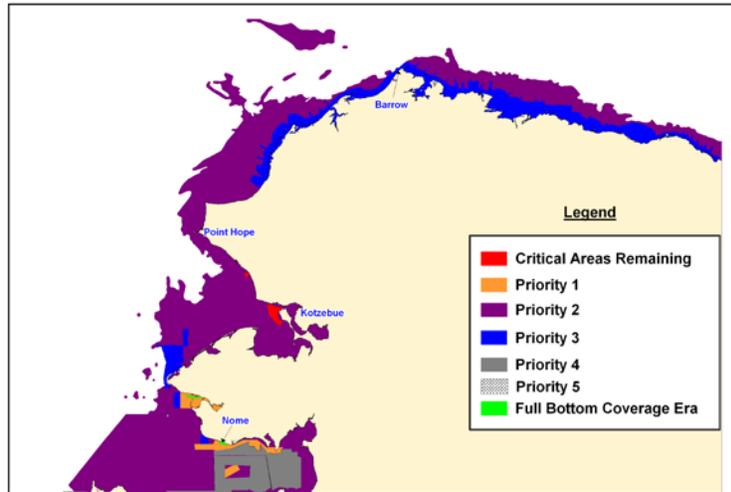 Barrow
Point Hope
Kotzebue
Nome
Legend
Critical Areas Remaining
Priority 1
Priority 2
Priority 3
Priority 4
Priority 5
Full Bottom Coverage Era